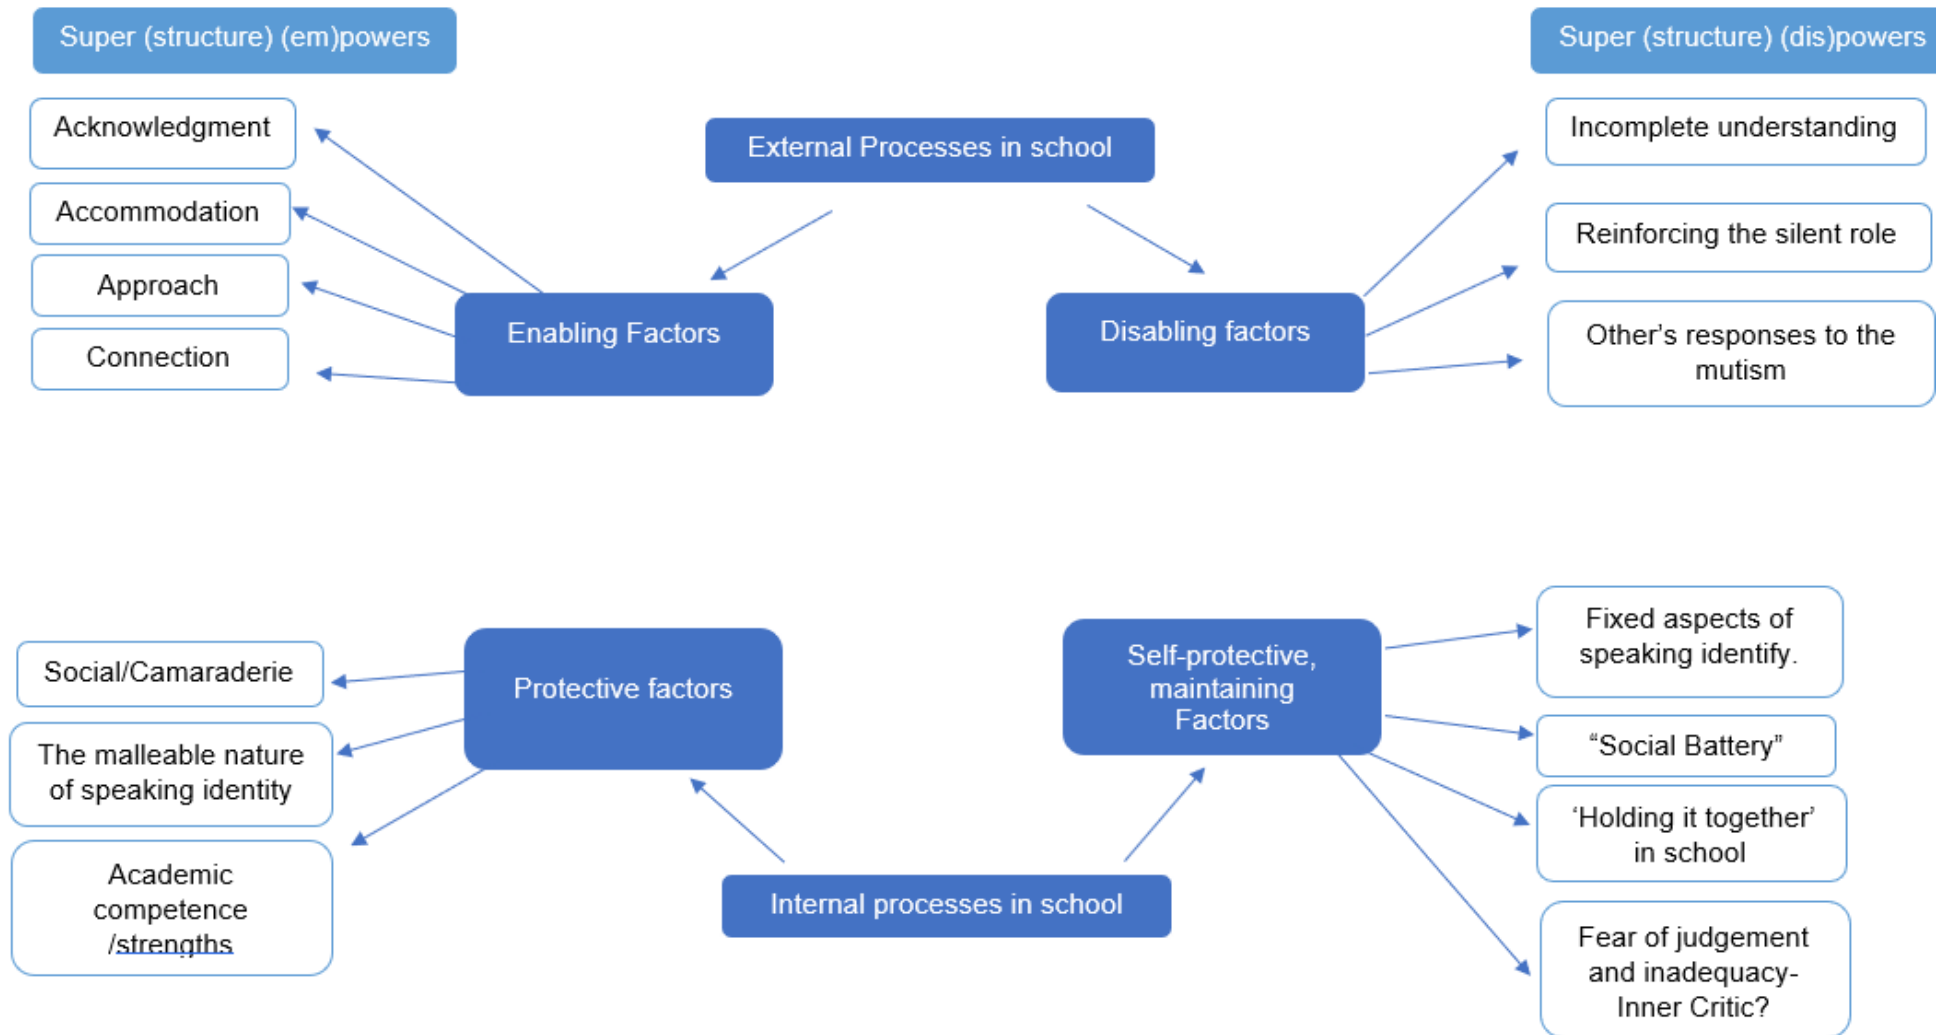 Super (structure) (em)powers
Super (structure) (dis)powers
Acknowledgment
Accommodation
Approach
Connection
External Processes in school
Enabling Factors
Disabling factors
Incomplete understanding
Reinforcing the silent role
Other's responses to the
mutism
Social/Camaraderie
The malleable nature
of speaking identity
Academic
competence
/strengths
Protective factors
Self-protective,
maintaining
Factors
Internal processes in school
Fixed aspects of
speaking identify.
“Social Battery”
‘Holding it together’
in school
Fear of judgement
and inadequacy-
Inner Critic?